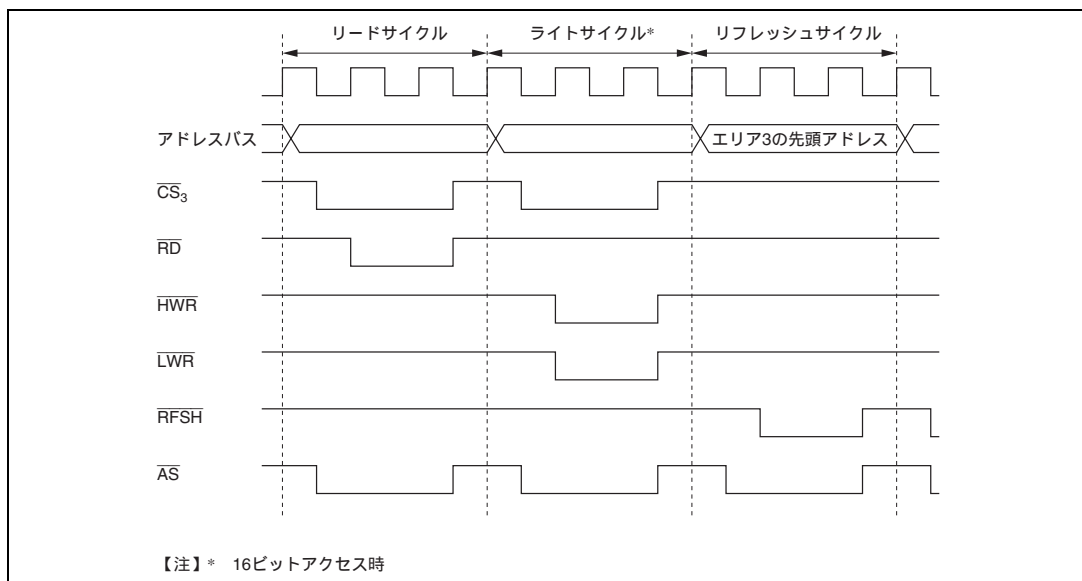 リードサイクル ライトサイクル* リフレッシュサイクル
アドレスバス エリア3の先頭アドレス
CS3
RD
HWR
LWR
RFSH
AS
【注】* 16ビットアクセス時